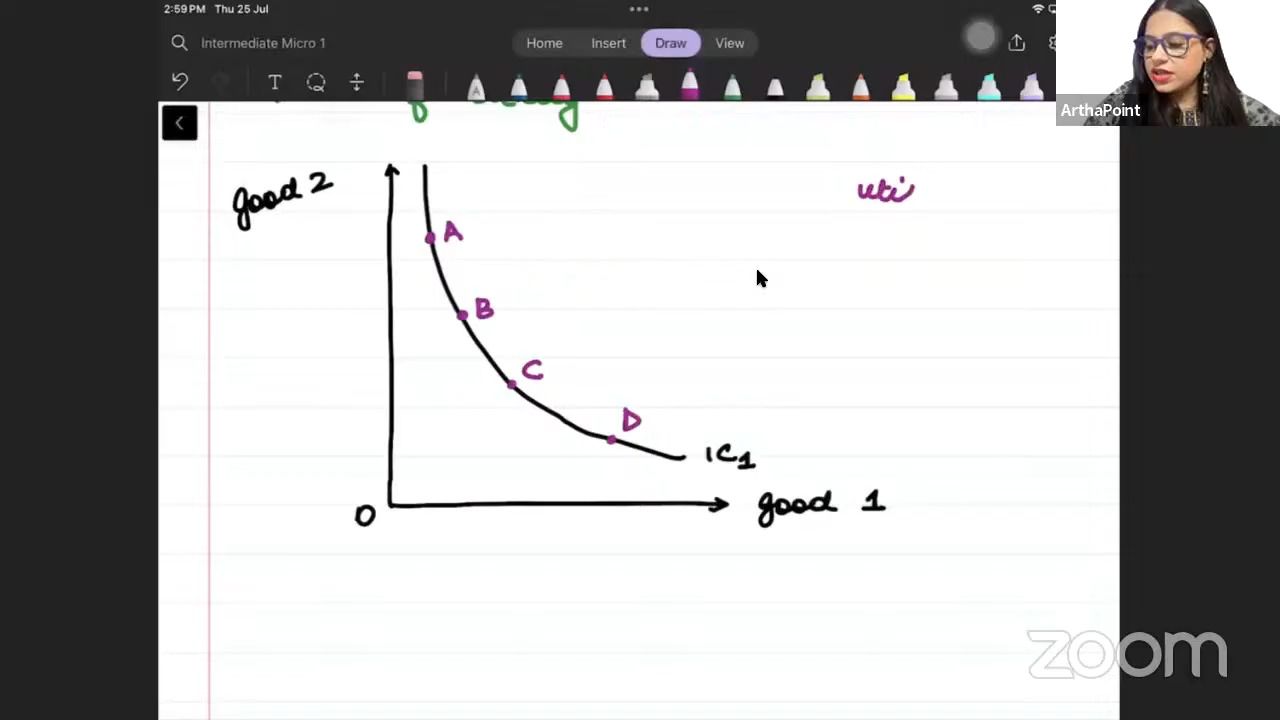 2:59 PM Thu 25 Jul
Intermediate Micro 1
Home Insert Draw View
ArthaPoint
good 2
uti
A
B
C
D
IC1
O
good 1
zoom